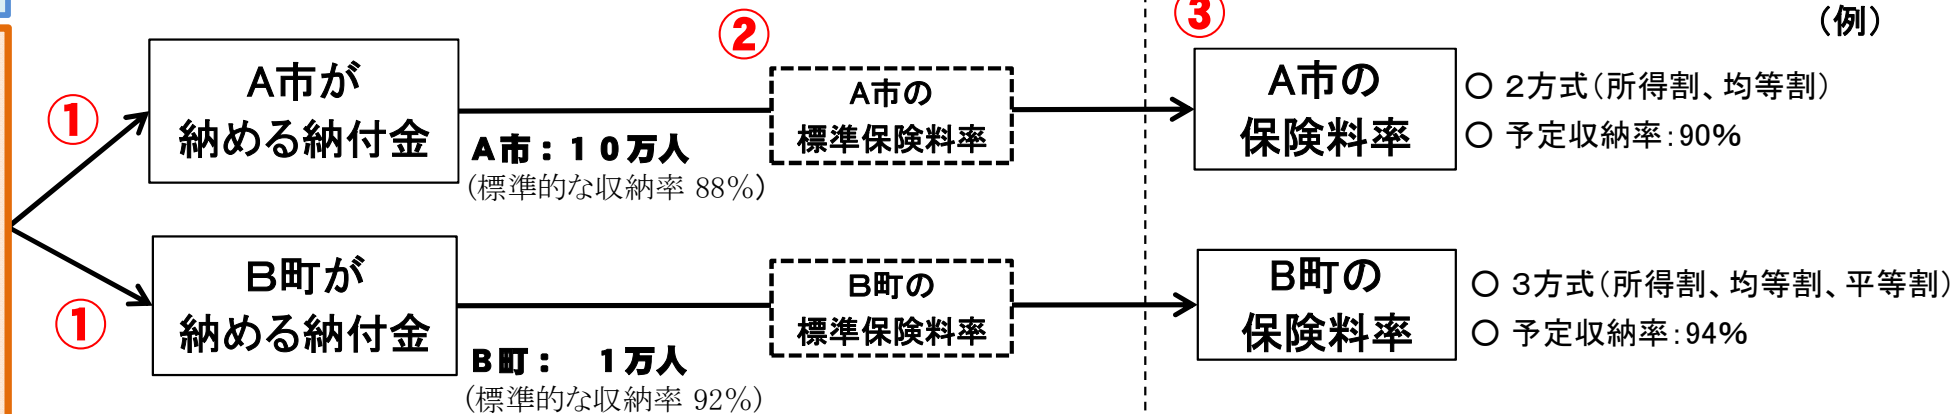 ③
(例)
②
A市が
納める納付金
①
A市の
標準保険料率
A市の
保険料率
○ 2方式(所得割、均等割)
○ 予定収納率:90%
A市:10万人
(標準的な収納率 88%)
B町が
納める納付金
①
B町の
標準保険料率
B町の
保険料率
○ 3方式(所得割、均等割、平等割)
○ 予定収納率:94%
B町: 1万人
(標準的な収納率 92%)